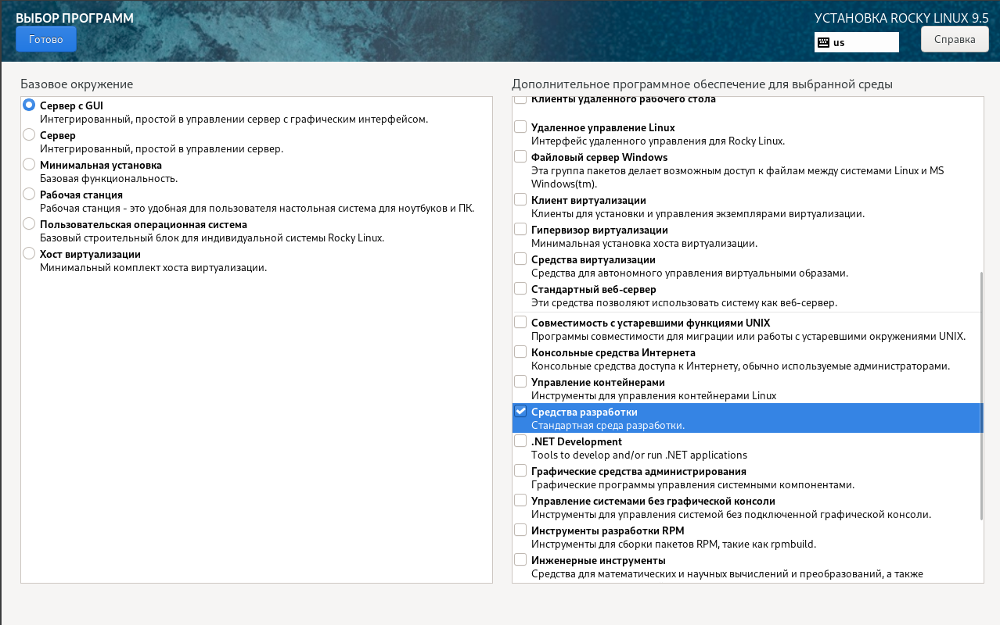 ВЫБОР ПРОГРАММ
Готово
УСТАНОВКА ROCKY LINUX 9.5
us
Справка
Базовое окружение
Сервер с GUI
Интегрированный, простой в управлении сервер с графическим интерфейсом.
Сервер
Интегрированный, простой в управлении сервер.
Минимальная установка
Базовая функциональность.
Рабочая станция
Рабочая станция - это удобная для пользователя настольная система для ноутбуков и ПК.
Пользовательская операционная система
Базовый строительный блок для индивидуальной системы Rocky Linux.
Хост виртуализации
Минимальный комплект хоста виртуализации.
Дополнительное программное обеспечение для выбранной среды
Клиенты удаленного рабочего стола
Удаленное управление Linux
Интерфейс удаленного управления для Rocky Linux.
Файловый сервер Windows
Эта группа пакетов делает возможным доступ к файлам между системами Linux и MS
Windows(tm).
Клиент виртуализации
Клиенты для установки и управления экземплярами виртуализации.
Гипервизор виртуализации
Минимальная установка хоста виртуализации.
Средства виртуализации
Средства для автономного управления виртуальными образами.
Стандартный веб-сервер
Эти средства позволяют использовать систему как веб-сервер.
Совместимость с устаревшими функциями UNIX
Программы совместимости для миграции или работы с устаревшими окружениями UNIX.
Консольные средства Интернета
Консольные средства доступа к Интернету, обычно используемые администраторами.
Управление контейнерами
Инструменты для управления контейнерами Linux
Средства разработки
Стандартная среда разработки.
.NET Development
Tools to develop and/or run .NET applications
Графические средства администрирования
Графические программы управления системными компонентами.
Управление системами без графической консоли
Инструменты для управления системой без подключенной графической консоли.
Инструменты разработки RPM
Инструменты для сборки пакетов RPM, такие как rpmbuild.
Инженерные инструменты
Средства для математических и научных вычислений и преобразований, а также